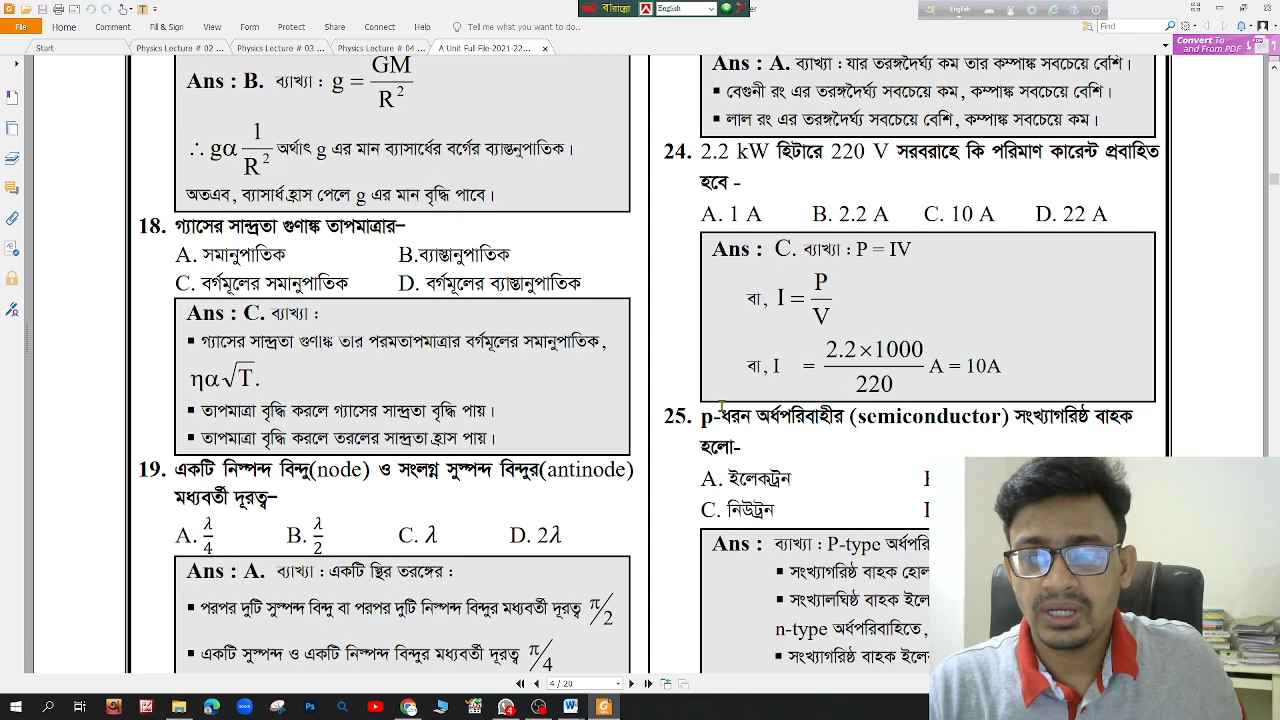 বাংলা
English
English
File
Home
Comment
View
Form
Protect
Share
Connect
Help
Tell me what you want to do...
Fill & Sign
Organize
Find
Start
Physics Lecture # 02 ...
Physics Lecture # 03 ...
Physics Lecture # 04 ...
A Unit Full File-2021-22...
Convert To
and From PDF
Ans : B. ব্যাখ্যা : g = GM
R²
∴ gα 1
R² অর্থাৎ g এর মান ব্যাসার্ধের বর্গের ব্যাস্তনুপাতিক।
অতএব, ব্যাসার্ধ হ্রাস পেলে g এর মান বৃদ্ধি পাবে।
18. গ্যাসের সান্দ্রতা গুণাঙ্ক তাপমাত্রার–
A. সমানুপাতিক B.ব্যাস্তানুপাতিক
C. বর্গমূলের সমানুপাতিক D. বর্গমূলের ব্যাস্তানুপাতিক
Ans : C. ব্যাখ্যা :
▪ গ্যাসের সান্দ্রতা গুণাঙ্ক তার পরমতাপমাত্রার বর্গমূলের সমানুপাতিক,
ηα√T.
▪ তাপমাত্রা বৃদ্ধি করলে গ্যাসের সান্দ্রতা বৃদ্ধি পায়।
▪ তাপমাত্রা বৃদ্ধি করলে তরলের সান্দ্রতা হ্রাস পায়।
19. একটি নিস্পন্দ বিন্দু(node) ও সংলগ্ন সুস্পন্দ বিন্দুর(antinode)
মধ্যবর্তী দূরত্ব–
A. λ/4 B. λ/2 C. λ D. 2λ
Ans : A. ব্যাখ্যা : একটি স্থির তরঙ্গের :
▪ পরপর দুটি সুস্পন্দ বিন্দু বা পরপর দুটি নিস্পন্দ বিন্দুর মধ্যবর্তী দূরত্ব π/2
▪ একটি সুস্পন্দ ও একটি নিস্পন্দ বিন্দুর মধ্যবর্তী দূরত্ব π/4
Ans : A. ব্যাখ্যা : যার তরঙ্গদৈর্ঘ্য কম তার কম্পাঙ্ক সবচেয়ে বেশি।
▪ বেগুনী রং এর তরঙ্গদৈর্ঘ্য সবচেয়ে কম, কম্পাঙ্ক সবচেয়ে বেশি।
▪ লাল রং এর তরঙ্গদৈর্ঘ্য সবচেয়ে বেশি, কম্পাঙ্ক সবচেয়ে কম।
24. 2.2 kW হিটারে 220 V সরবরাহে কি পরিমাণ কারেন্ট প্রবাহিত
হবে -
A. 1 A B. 2.2 A C. 10 A D. 22 A
Ans : C. ব্যাখ্যা : P = IV
বা, I = P
V
বা, I = 2.2×1000
220 A = 10A
25. p-ধরন অর্ধপরিবাহীর (semiconductor) সংখ্যাগরিষ্ঠ বাহক
হলো-
A. ইলেকট্রন
C. নিউট্রন
Ans : ব্যাখ্যা : P-type
▪ সংখ্যাগরিষ্ঠ বাহক
▪ সংখ্যালঘিষ্ঠ বাহক
n-type অর্ধপরিবাহিতে,
▪ সংখ্যাগরিষ্ঠ বাহক
4 / 20